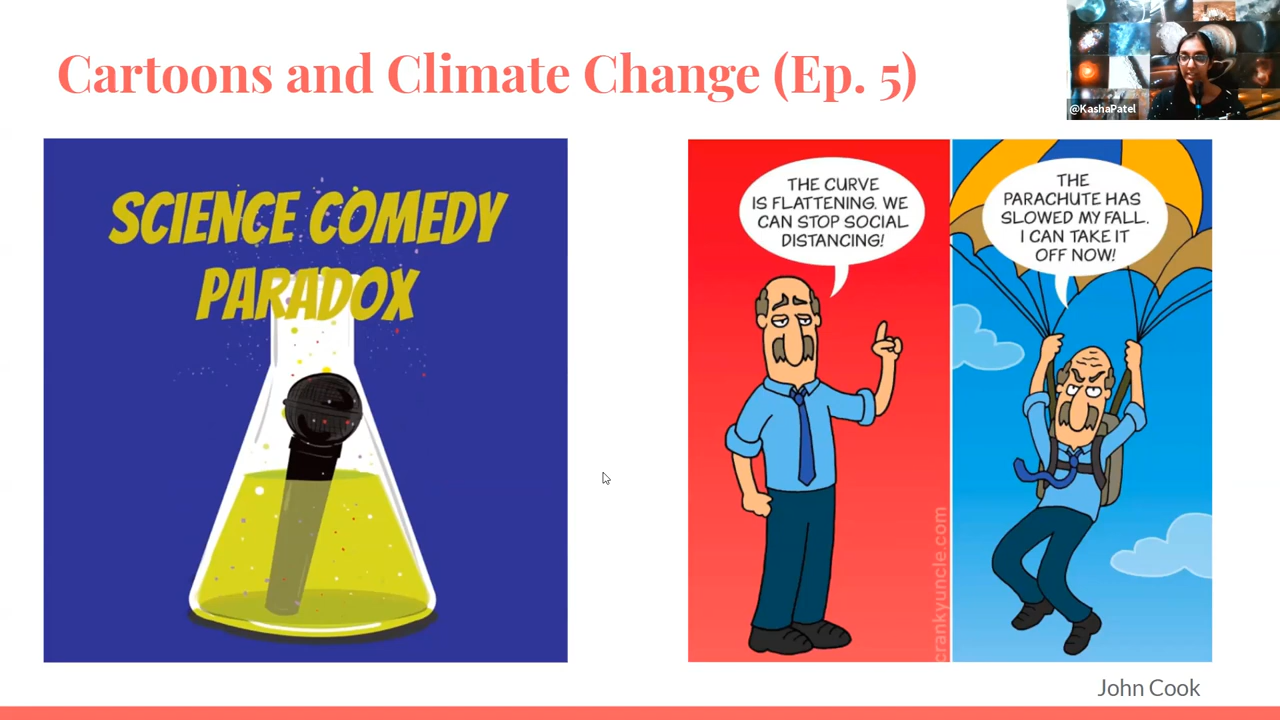 Cartoons and Climate Change (Ep. 5)
@KashaPatel
SCIENCE COMEDY
PARADOX
THE CURVE
IS FLATTENING. WE
CAN STOP SOCIAL
DISTANCING!
THE
PARACHUTE HAS
SLOWED MY FALL.
I CAN TAKE IT
OFF NOW!
crankyuncle.com
John Cook